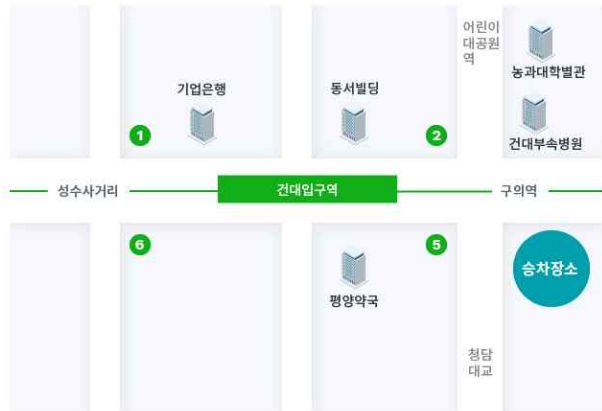 어린이
대공원
역
농과대학별관
기업은행
동서빌딩
1
2
건대부속병원
성수사거리
건대입구역
구의역
6
5
승차장소
평양약국
청담
대교